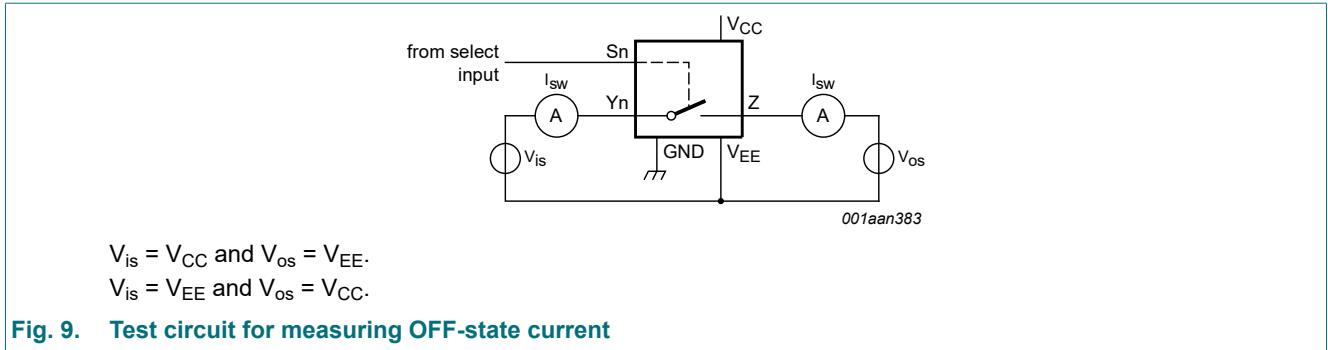 VCC
from select
input
Sn
Isw
Isw
A
Yn
Z
A
Vis
GND
VEE
Vos
001aan383
Vis = VCC and Vos = VEE.
Vis = VEE and Vos = VCC.
Fig. 9. Test circuit for measuring OFF-state current